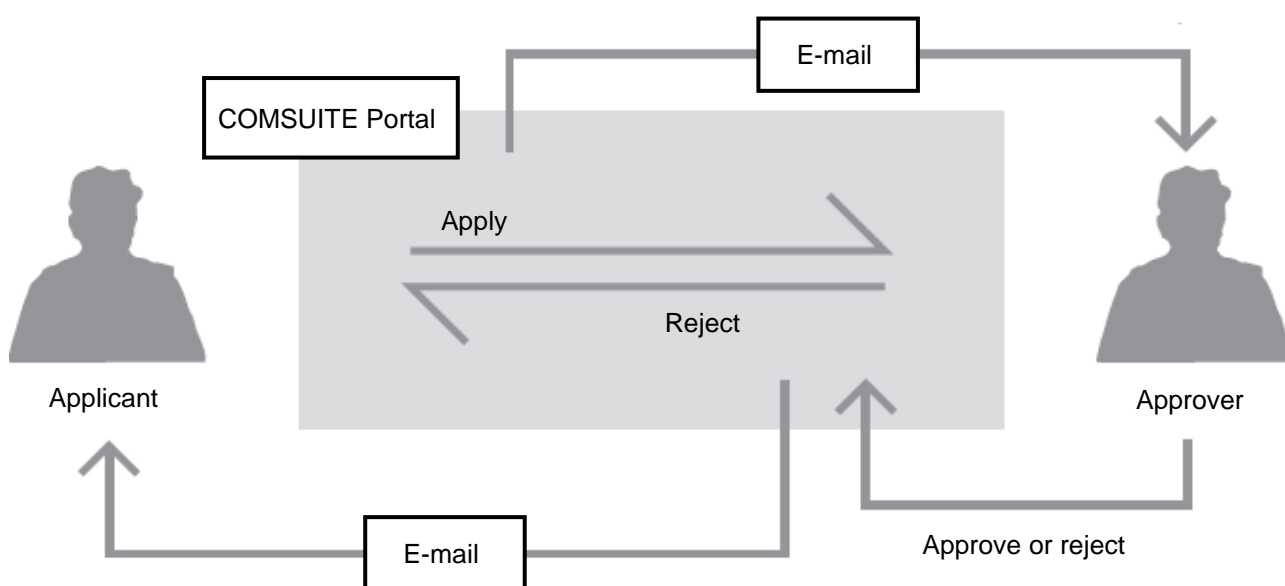 E-mail
COMSUITE Portal
Apply
Reject
Applicant
Approver
E-mail
Approve or reject